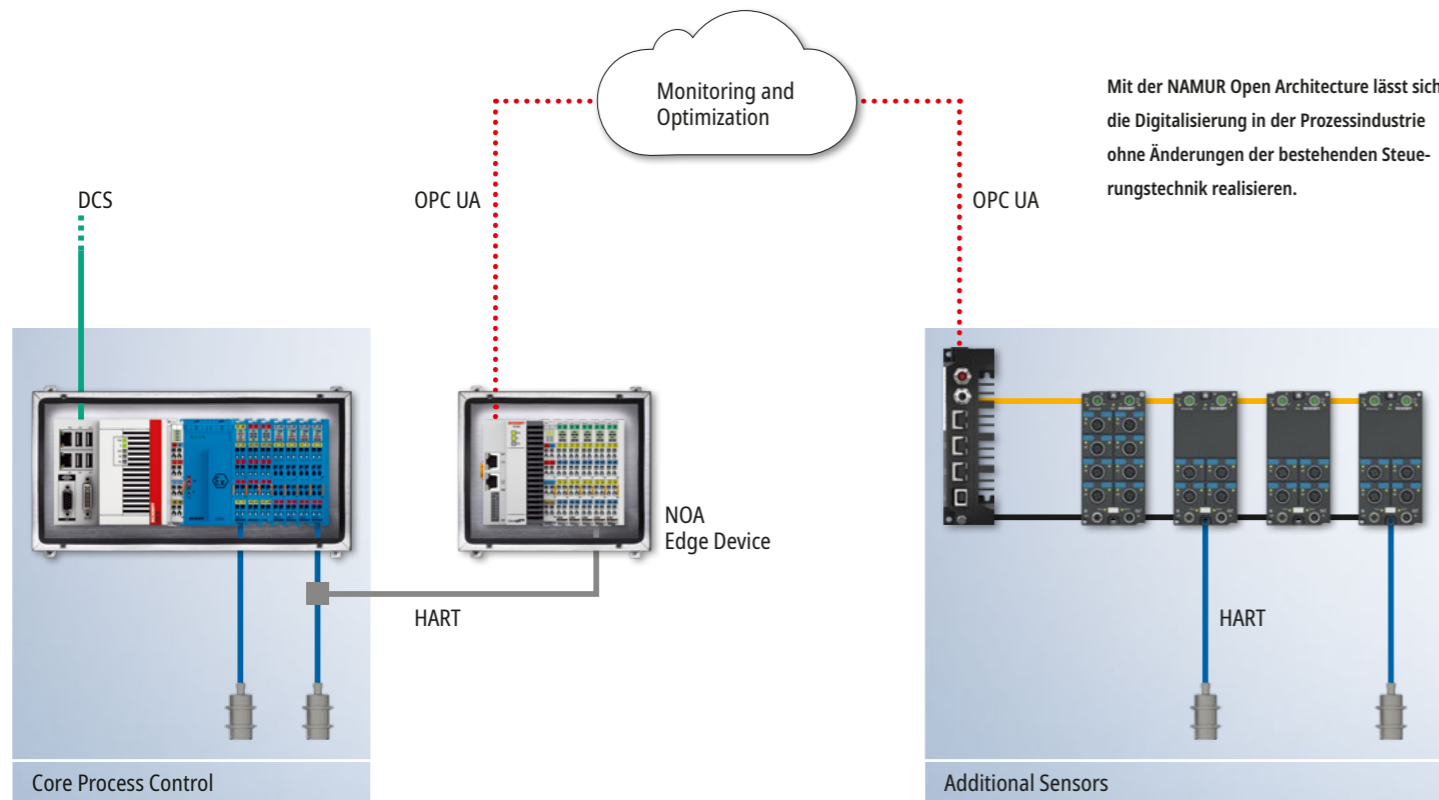 Monitoring and
Optimization
Mit der NAMUR Open Architecture lässt sich
die Digitalisierung in der Prozessindustrie
ohne Änderungen der bestehenden Steue-
rungstechnik realisieren.
DCS
OPC UA
OPC UA
NOA
Edge Device
HART
HART
Core Process Control
Additional Sensors